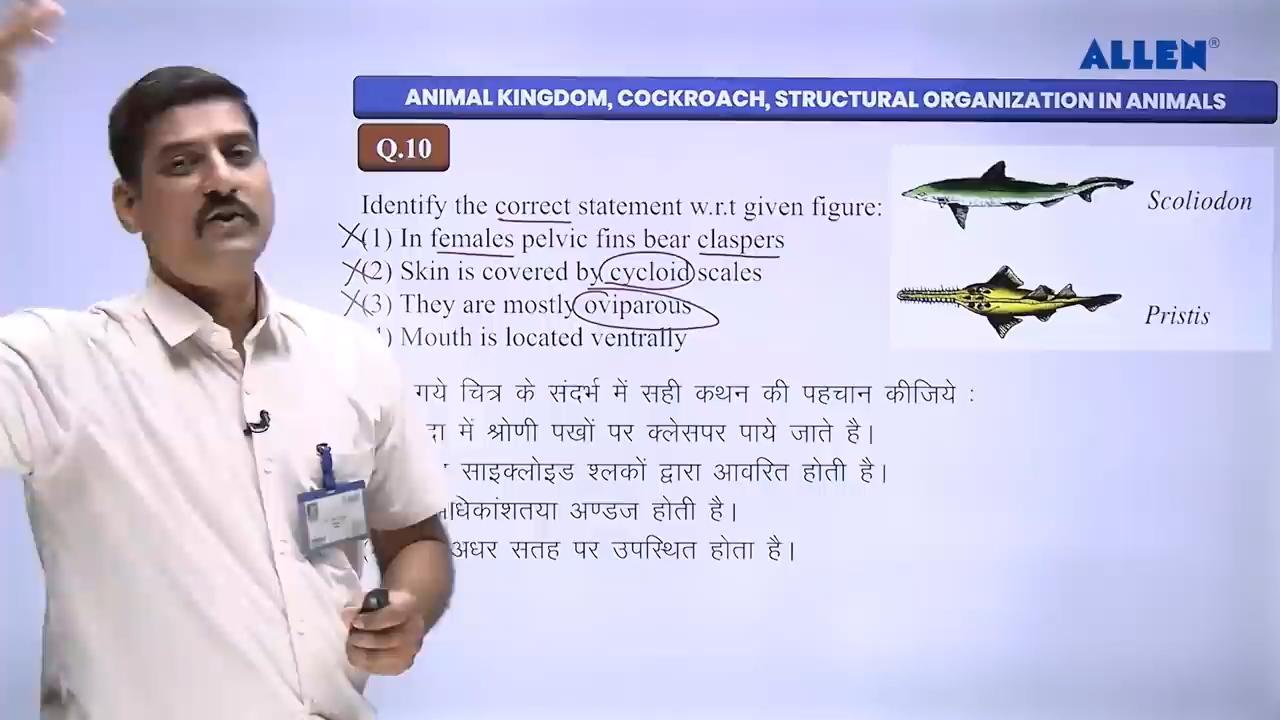 ALLEN®
ANIMAL KINGDOM, COCKROACH, STRUCTURAL ORGANIZATION IN ANIMALS
Q.10
Identify the correct statement w.r.t given figure:
(1) In females pelvic fins bear claspers
(2) Skin is covered by cycloid scales
(3) They are mostly oviparous
) Mouth is located ventrally
Scoliodon
Pristis
गये चित्र के संदर्भ में सही कथन की पहचान कीजिये :
में श्रोणी पखों पर क्लेसपर पाये जाते है।
साइक्लोइड श्लकों द्वारा आवरित होती है।
अधिकांशतया अण्डज होती है।
अधर सतह पर उपस्थित होता है।